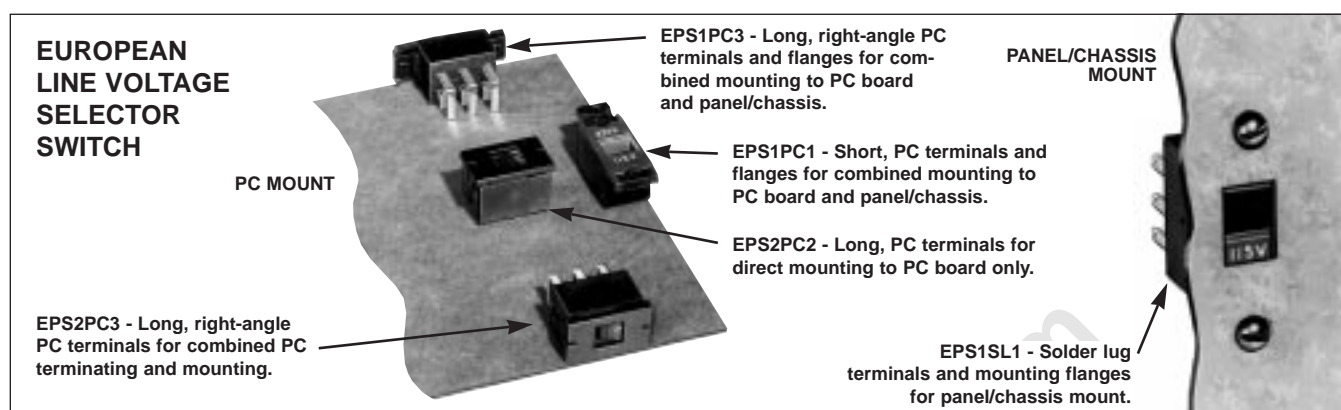 EUROPEAN
LINE VOLTAGE
SELECTOR
SWITCH
PC MOUNT
EPS1PC3 - Long, right-angle PC
terminals and flanges for com-
bined mounting to PC board
and panel/chassis.
EPS1PC1 - Short, PC terminals and
flanges for combined mounting to
PC board and panel/chassis.
EPS2PC2 - Long, PC terminals for
direct mounting to PC board only.
EPS2PC3 - Long, right-angle
PC terminals for combined PC
terminating and mounting.
PANEL/CHASSIS
MOUNT
115V
EPS1SL1 - Solder lug
terminals and mounting flanges
for panel/chassis mount.